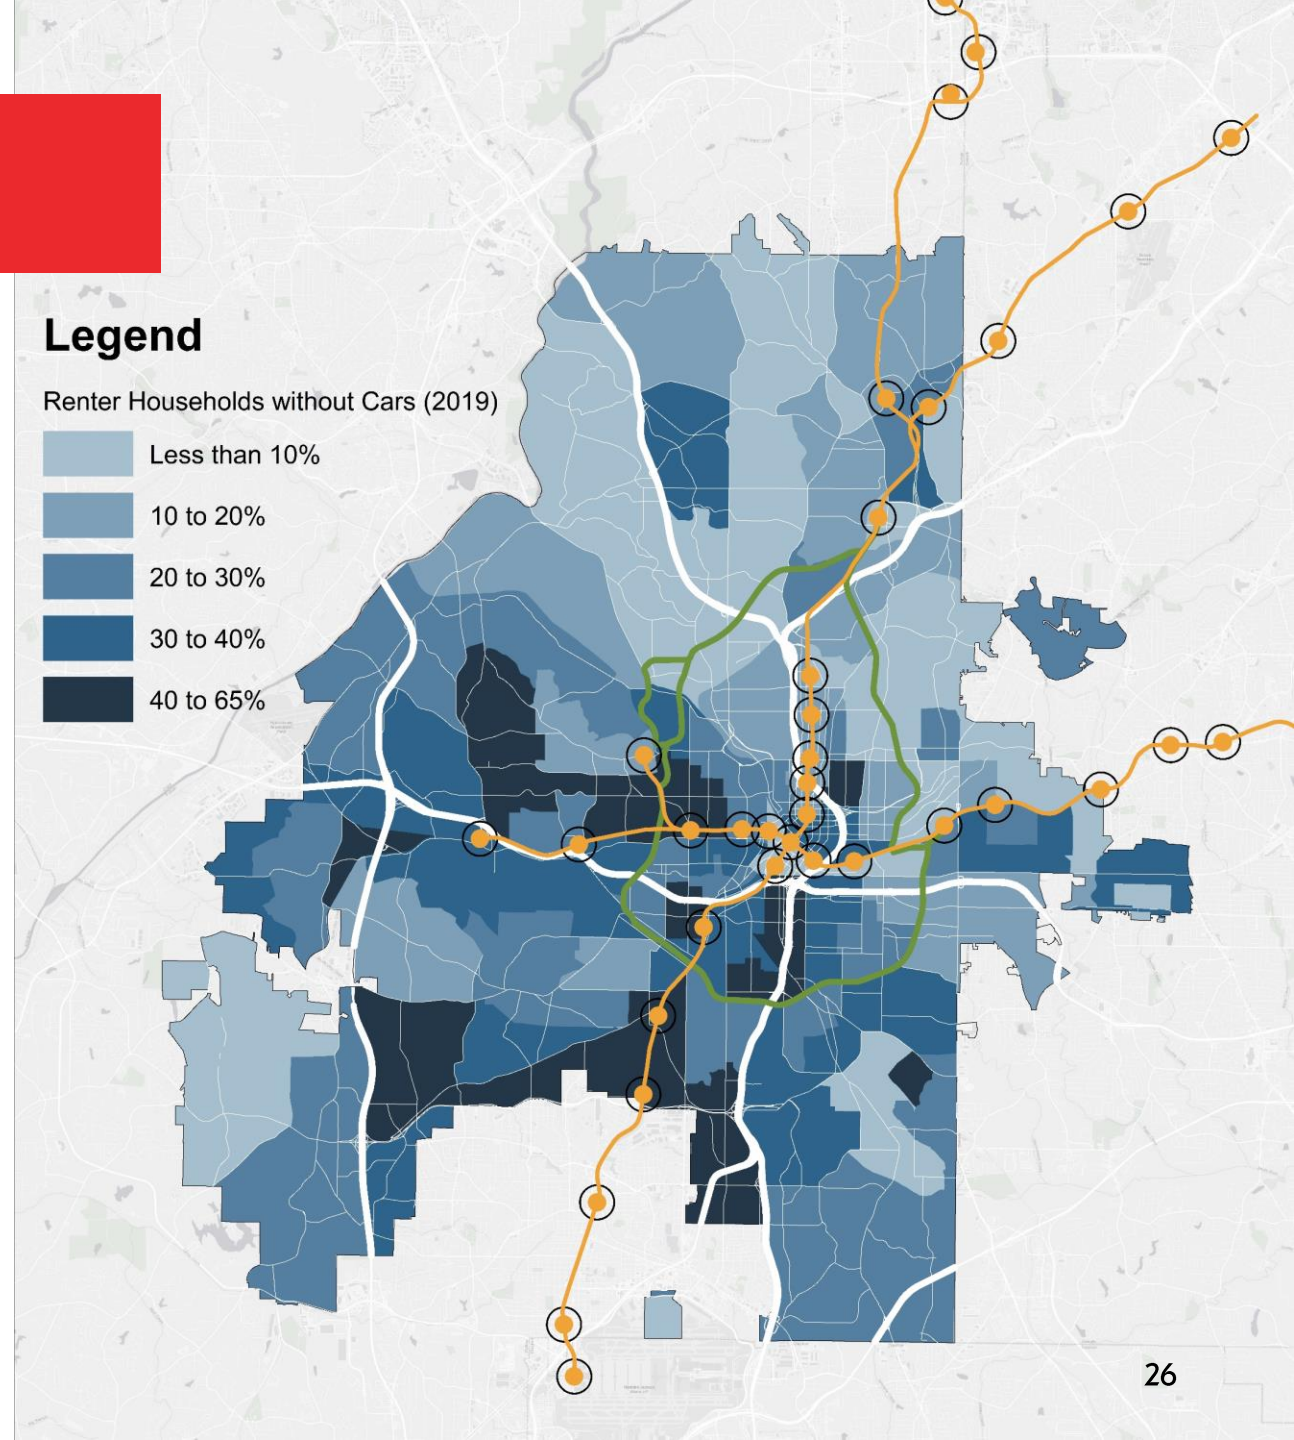 Legend
Renter Households without Cars (2019)
Less than 10%
10 to 20%
20 to 30%
30 to 40%
40 to 65%
26